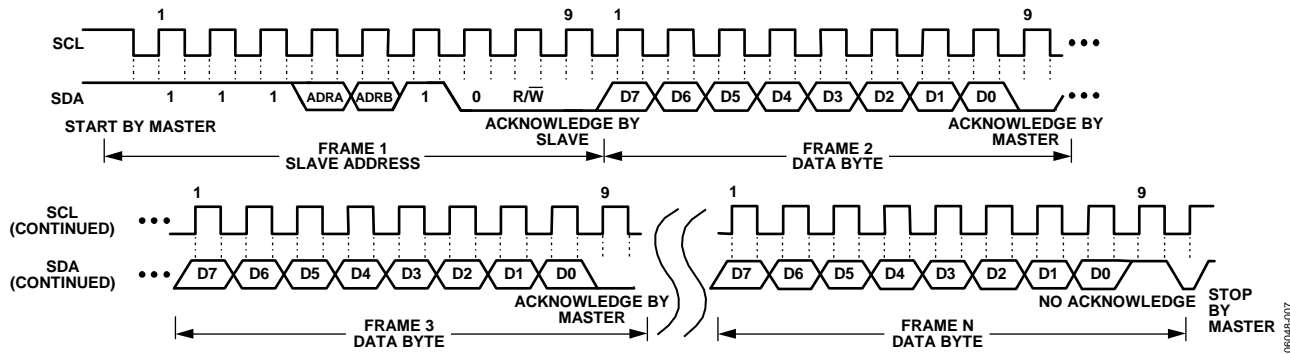 1 9 1 9
SCL
SDA 1 1 1 ADRA ADRB 1 0 R/W̅ D7 D6 D5 D4 D3 D2 D1 D0
START BY MASTER
ACKNOWLEDGE BY
SLAVE
ACKNOWLEDGE BY
MASTER
FRAME 1
SLAVE ADDRESS
FRAME 2
DATA BYTE
1 9 1 9
SCL
(CONTINUED)
SDA
(CONTINUED)
D7 D6 D5 D4 D3 D2 D1 D0
D7 D6 D5 D4 D3 D2 D1 D0
ACKNOWLEDGE BY
MASTER
NO ACKNOWLEDGE
STOP
BY
MASTER
FRAME 3
DATA BYTE
FRAME N
DATA BYTE
06048-007